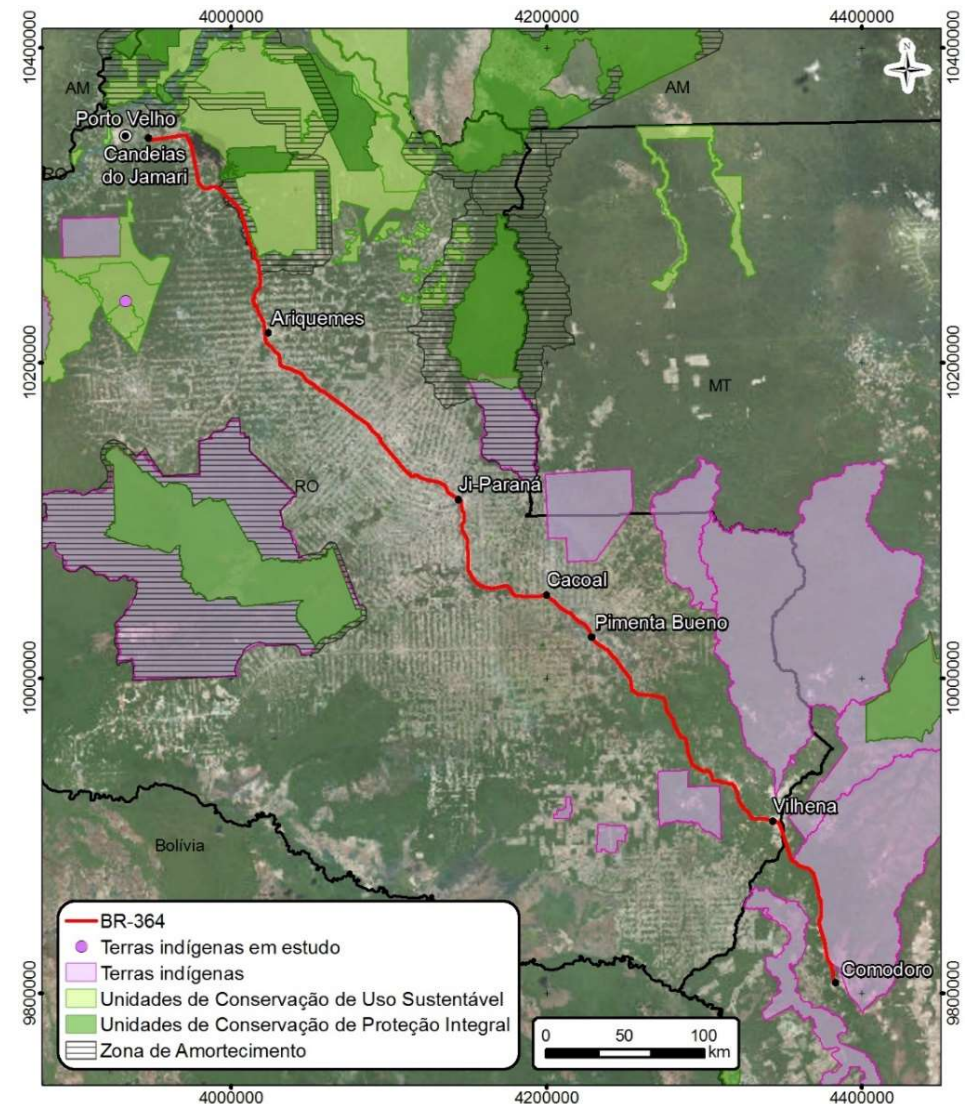 4000000
4200000
4400000
10400000
10400000
N
AM
AM
Porto Velho
Candeias
do Jamari
RO
Ariquemes
10200000
10200000
MT
RO
Ji-Paraná
Cacoal
Pimenta Bueno
10000000
10000000
Vilhena
Bolívia
Comodoro
9800000
9800000
BR-364
Terras indígenas em estudo
Terras indígenas
Unidades de Conservação de Uso Sustentável
Unidades de Conservação de Proteção Integral
Zona de Amortecimento
0 50 100
km
4000000
4200000
4400000